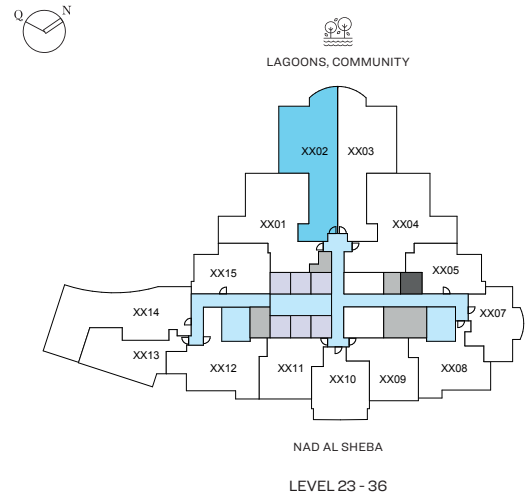 Q N
LAGOONS, COMMUNITY
XX02 XX03
XX01 XX04
XX15 XX05
XX14 XX07
XX13 XX12 XX11 XX10 XX09 XX08
NAD AL SHEBA
LEVEL 23 - 36